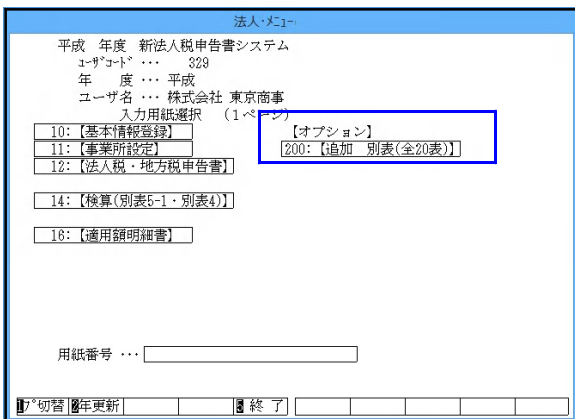 法人・ﾒﾆｭｰ
平成 年度 新法人税申告書システム
ﾕｰｻﾞｺｰﾄﾞ ･･･ 329
年 度 ･･･ 平成
ユーザ名 ･･･ 株式会社 東京商事
入力用紙選択 (1ページ)
10:【基本情報登録】 【オプション】
11:【事業所設定】 200:【追加 別表(全20表)】
12:【法人税・地方税申告書】
14:【検算(別表5-1・別表4)】
16:【適用額明細書】
用紙番号 ･･･
1ﾌﾟ切替 2年更新 5 終 了